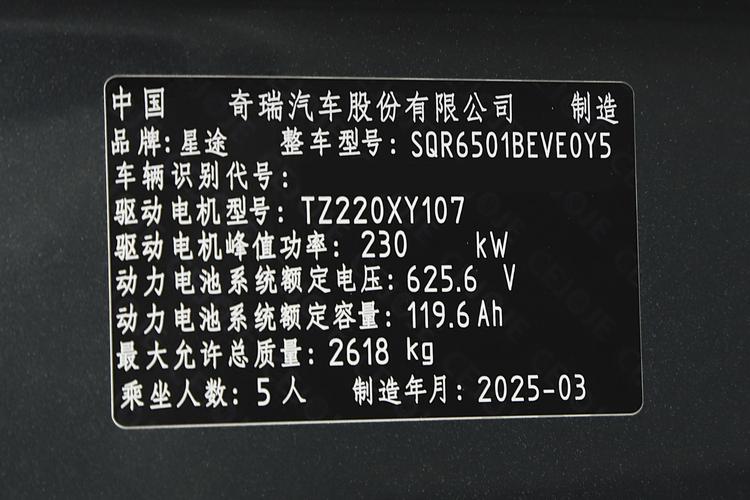 中国 奇瑞汽车股份有限公司 制造
品牌:星途 整车型号:SQR6501BEVE0Y5
车辆识别代号:
驱动电机型号:TZ220XY107
驱动电机峰值功率:230 kW
动力电池系统额定电压:625.6 V
动力电池系统额定容量:119.6Ah
最大允许总质量:2618 kg
乘坐人数:5人 制造年月:2025-03